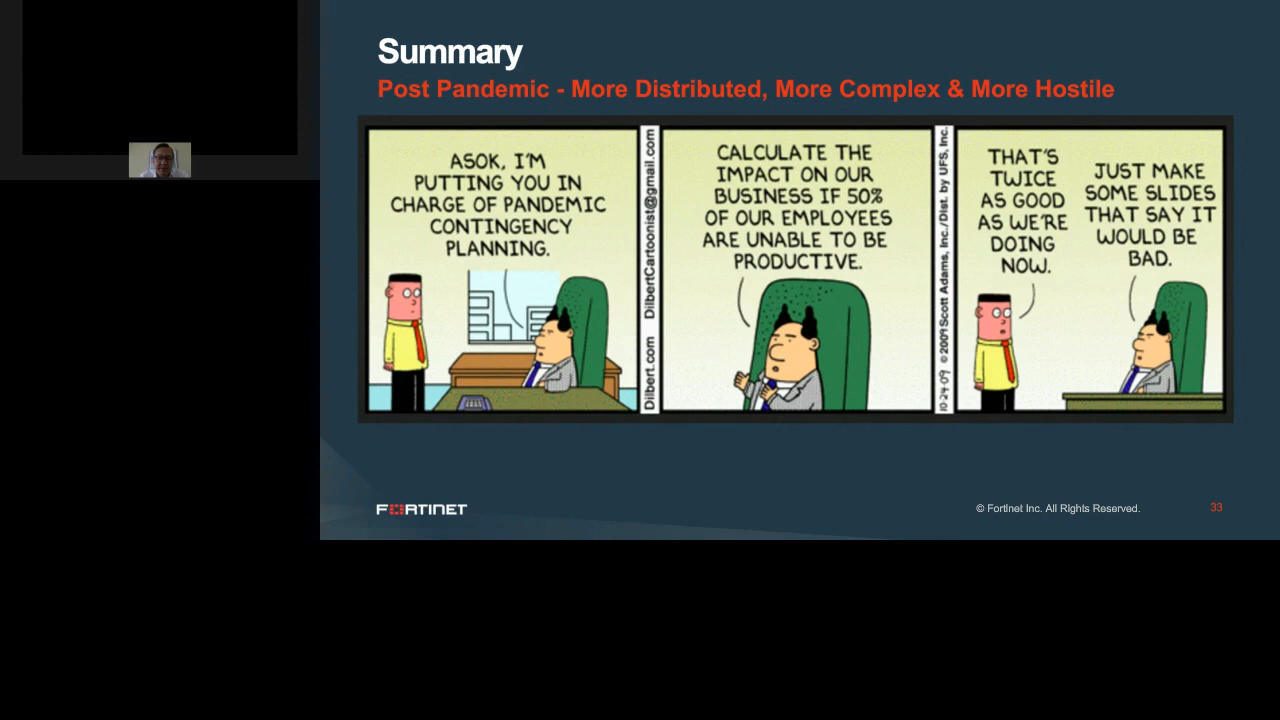 Summary
Post Pandemic - More Distributed, More Complex & More Hostile
ASOK, I'M
PUTTING YOU IN
CHARGE OF PANDEMIC
CONTINGENCY
PLANNING.
Dilbert.com DilbertCartoonist@gmail.com
CALCULATE THE
IMPACT ON OUR
BUSINESS IF 50%
OF OUR EMPLOYEES
ARE UNABLE TO BE
PRODUCTIVE.
10-24-09 ©2009 Scott Adams, Inc./Dist. by UFS, Inc.
THAT'S
TWICE
AS GOOD
AS WE'RE
DOING
NOW.
JUST MAKE
SOME SLIDES
THAT SAY IT
WOULD BE
BAD.
FORTINET
© Fortinet Inc. All Rights Reserved.
33